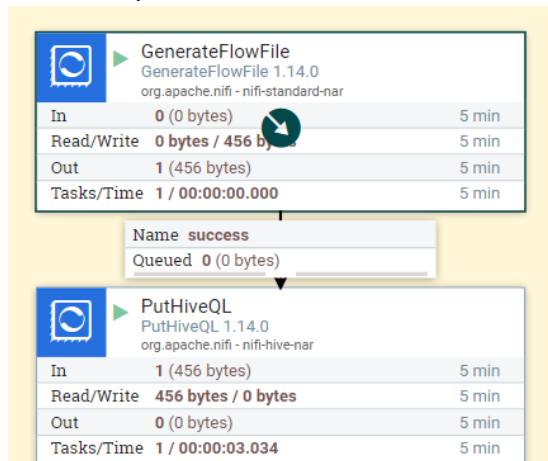 GenerateFlowFile
GenerateFlowFile 1.14.0
org.apache.nifi - nifi-standard-nar
In 0 (0 bytes) 5 min
Read/Write 0 bytes / 456 5 min
Out 1 (456 bytes) 5 min
Tasks/Time 1 / 00:00:00.000 5 min
Name success
Queued 0 (0 bytes)
PutHiveQL
PutHiveQL 1.14.0
org.apache.nifi - nifi-hive-nar
In 1 (456 bytes) 5 min
Read/Write 456 bytes / 0 bytes 5 min
Out 0 (0 bytes) 5 min
Tasks/Time 1 / 00:00:03.034 5 min